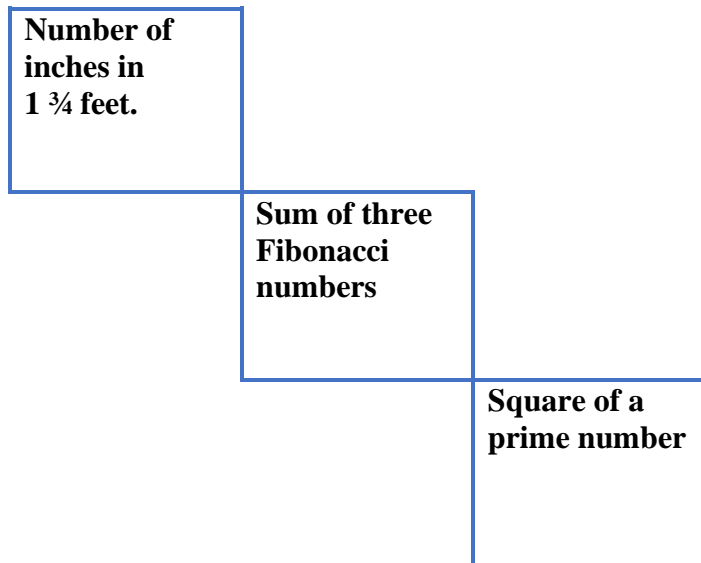 Number of
inches in
1 ¾ feet.
Sum of three
Fibonacci
numbers
Square of a
prime number